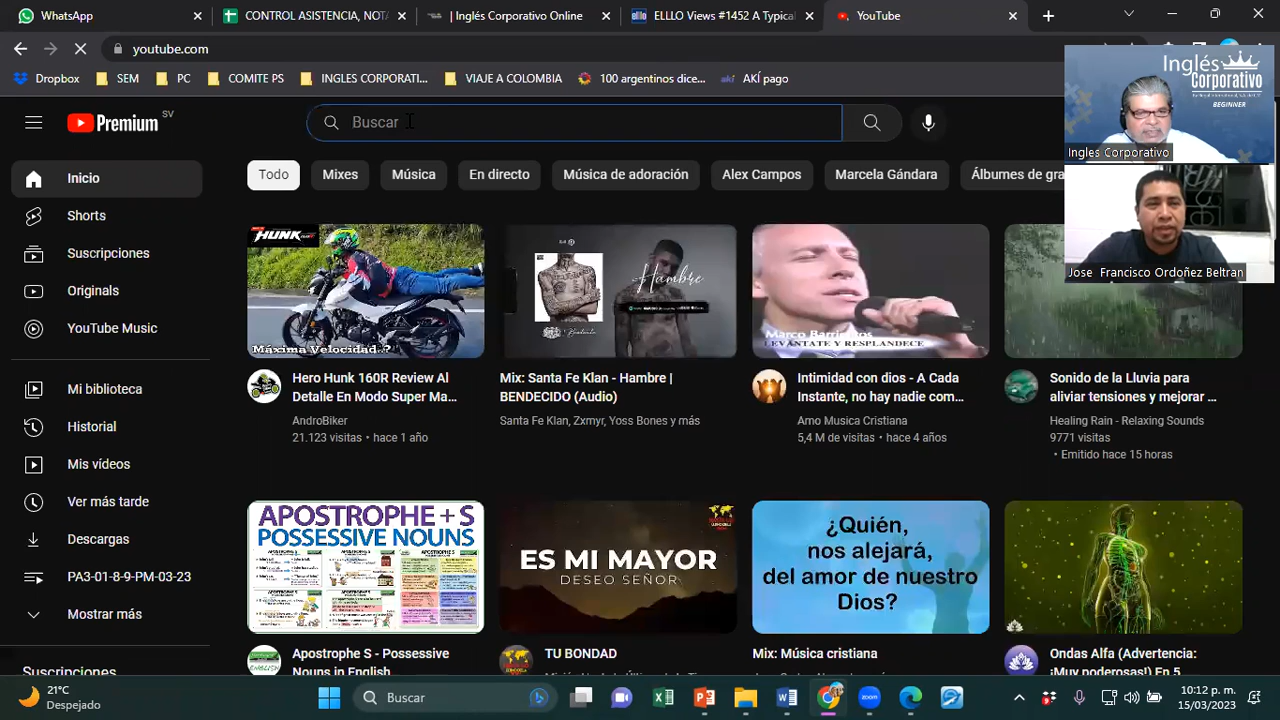 WhatsApp
CONTROL ASISTENCIA, NOTA
| Inglés Corporativo Online
ELLLO Views #1452 A Typical
YouTube
youtube.com
Dropbox
SEM
PC
COMITE PS
INGLES CORPORATI...
VIAJE A COLOMBIA
100 argentinos dice...
AKÍ pago
Inglés
Corporativo
BEGINNER
Ingles Corporativo
Jose Francisco Ordoñez Beltran
Premium SV
Buscar
Todo
Mixes
Música
En directo
Música de adoración
Alex Campos
Marcela Gándara
Álbumes de gra
Inicio
Shorts
Suscripciones
Originals
YouTube Music
Mi biblioteca
Historial
Mis vídeos
Ver más tarde
Descargas
PA-DI 8-9 PM 03-23
Mostrar más
Suscripciones
HUNK
Máxima Velocidad..?
Hero Hunk 160R Review Al
Detalle En Modo Super Ma...
AndroBiker
21.123 visitas • hace 1 año
Hambre
Mix: Santa Fe Klan - Hambre |
BENDECIDO (Audio)
Santa Fe Klan, Zxmyr, Yoss Bones y más
Marco Barrientos
LEVÁNTATE Y RESPLANDECE
Intimidad con dios - A Cada
Instante, no hay nadie com...
Amo Musica Cristiana
5,4 M de visitas • hace 4 años
Sonido de la Lluvia para
aliviar tensiones y mejorar ...
Healing Rain - Relaxing Sounds
9771 visitas
• Emitido hace 15 horas
APOSTROPHE + S
POSSESSIVE NOUNS
Apostrophe S - Possessive
Nouns in English
ES MI MAYOR
DESEO SEÑOR
TU BONDAD
¿Quién,
nos alejará,
del amor de nuestro
Dios?
Mix: Música cristiana
Ondas Alfa (Advertencia:
¡Muy poderosas!) En 5
21°C
Despejado
Buscar
10:12 p. m.
15/03/2023